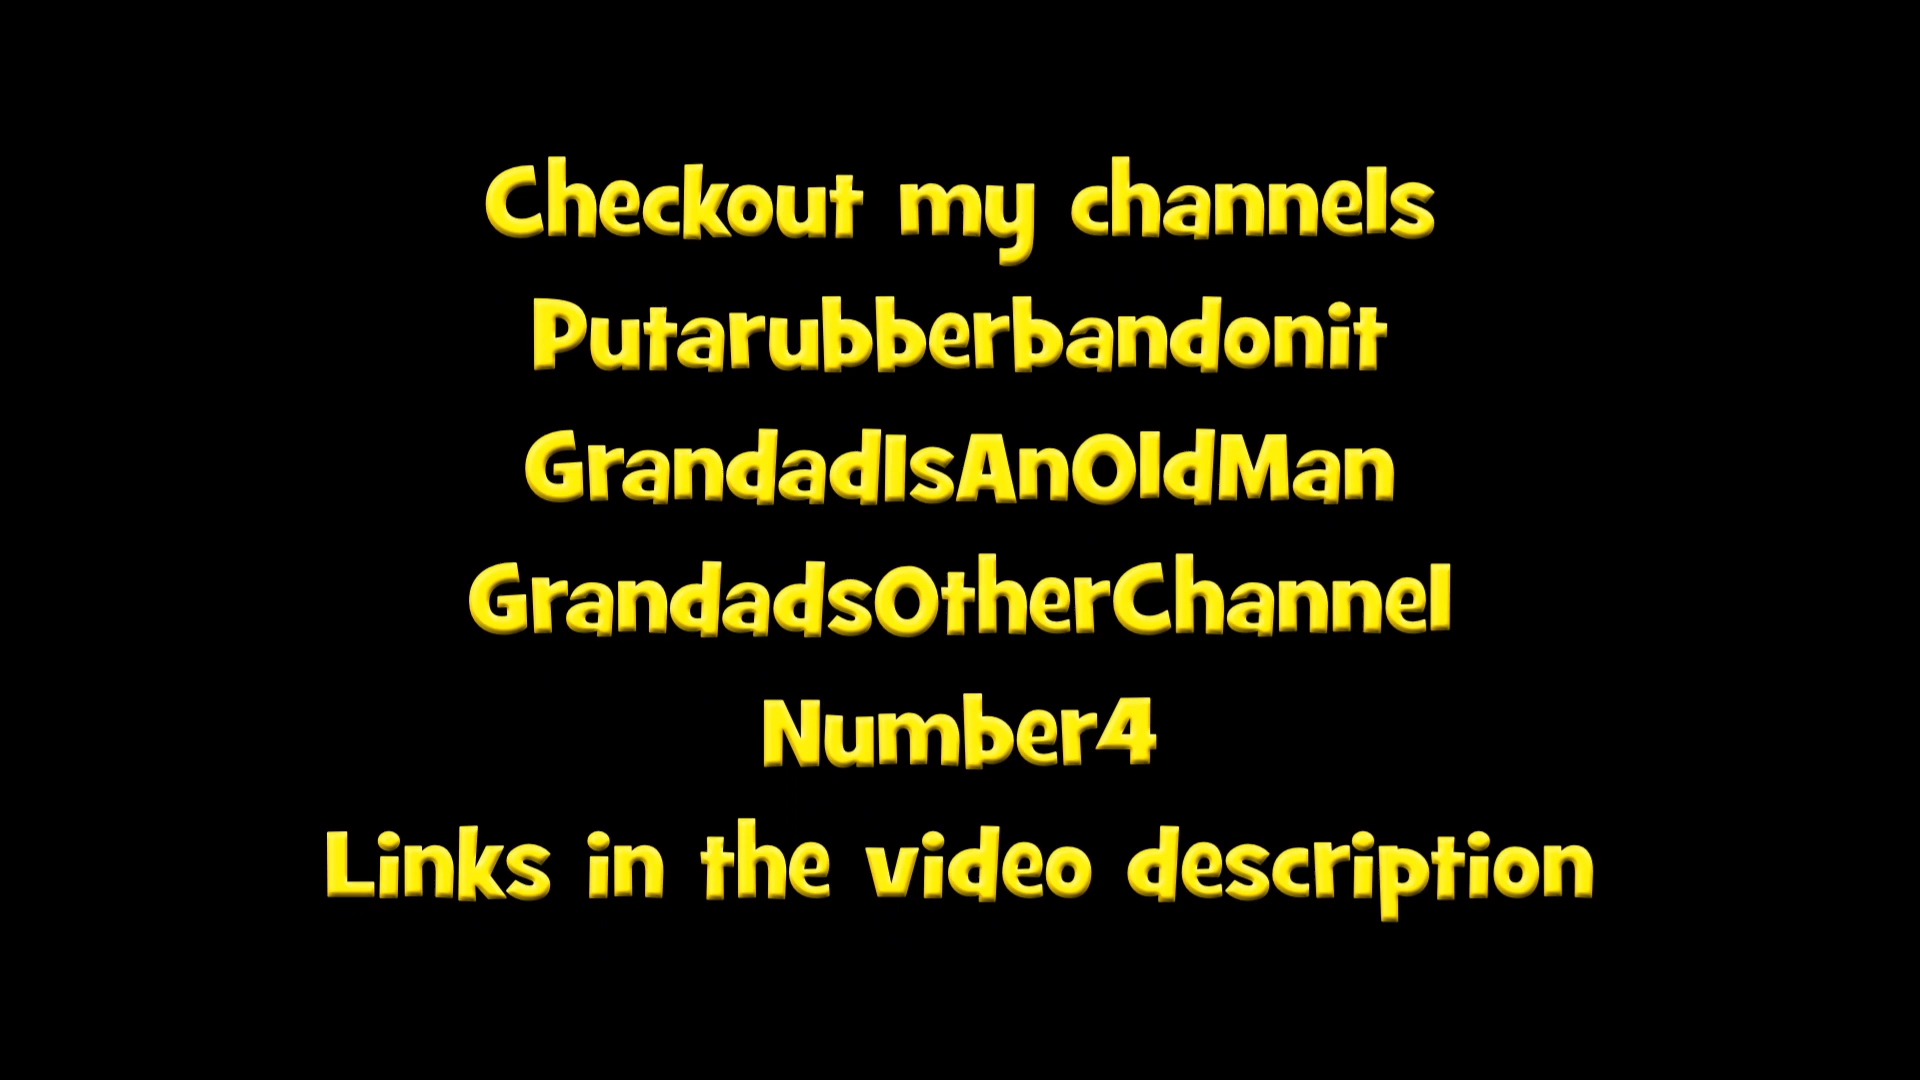 Checkout my channels
Putarubberbandonit
GrandadIsAnOldMan
GrandadsOtherChannel
Number4
Links in the video description